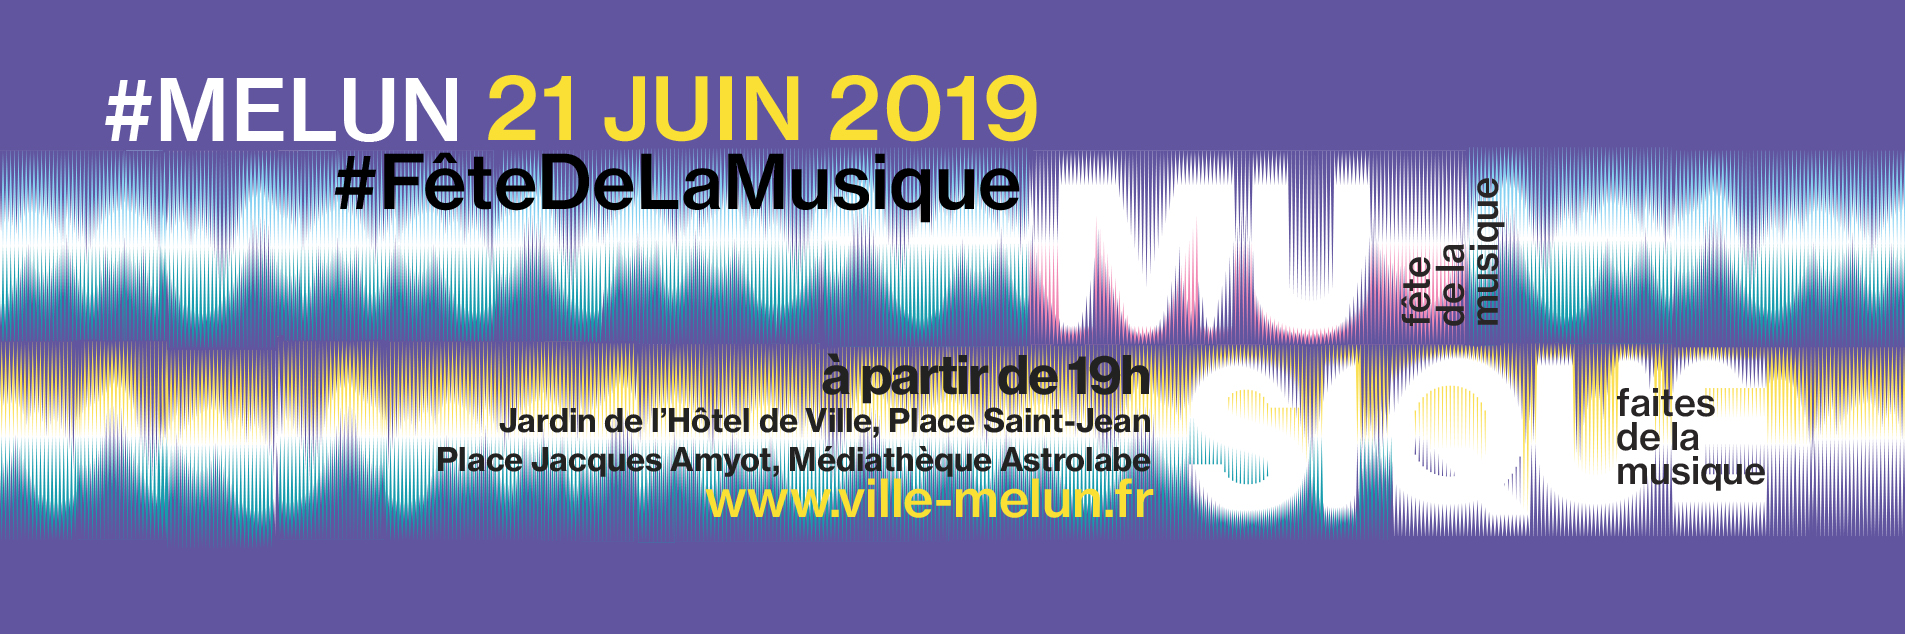 #MELUN 21 JUIN 2019
#FêteDeLaMusique
MU
fête
de la
musique
à partir de 19h
Jardin de l’Hôtel de Ville, Place Saint-Jean
Place Jacques Amyot, Médiathèque Astrolabe
www.ville-melun.fr
SIQUE
faites
de la
musique